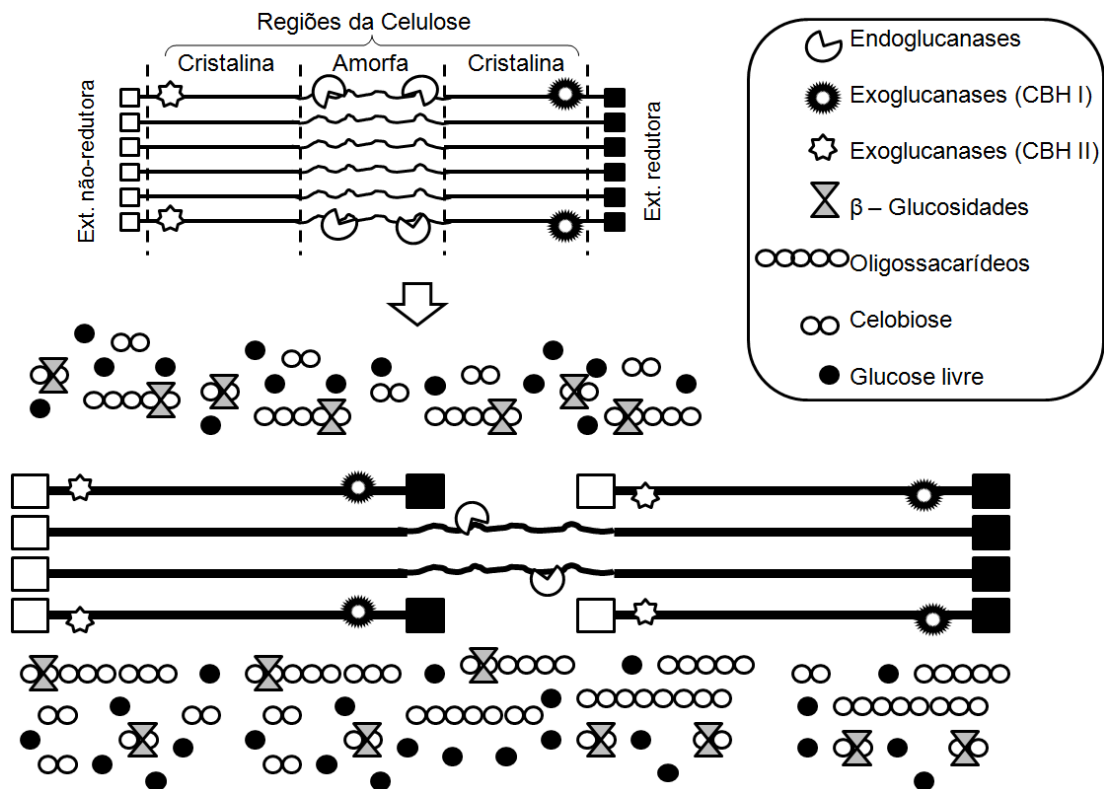 Regiões da Celulose
Cristalina
Amorfa
Cristalina
Ext. não-redutora
Ext. redutora
Endoglucanases
Exoglucanases (CBH I)
Exoglucanases (CBH II)
β – Glucosidades
Oligossacarídeos
Celobiose
Glucose livre